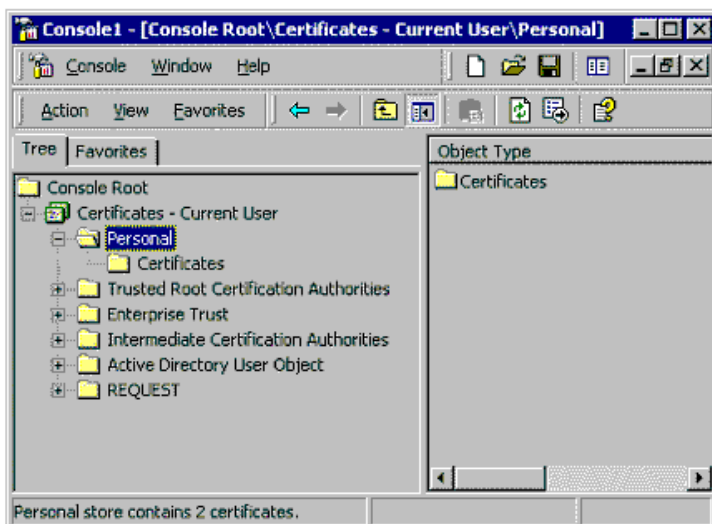 Console1 - [Console Root\Certificates - Current User\Personal]
Console Window Help
Action View Favorites
Tree Favorites
Object Type
Console Root
Certificates
Certificates - Current User
Personal
Certificates
Trusted Root Certification Authorities
Enterprise Trust
Intermediate Certification Authorities
Active Directory User Object
REQUEST
Personal store contains 2 certificates.